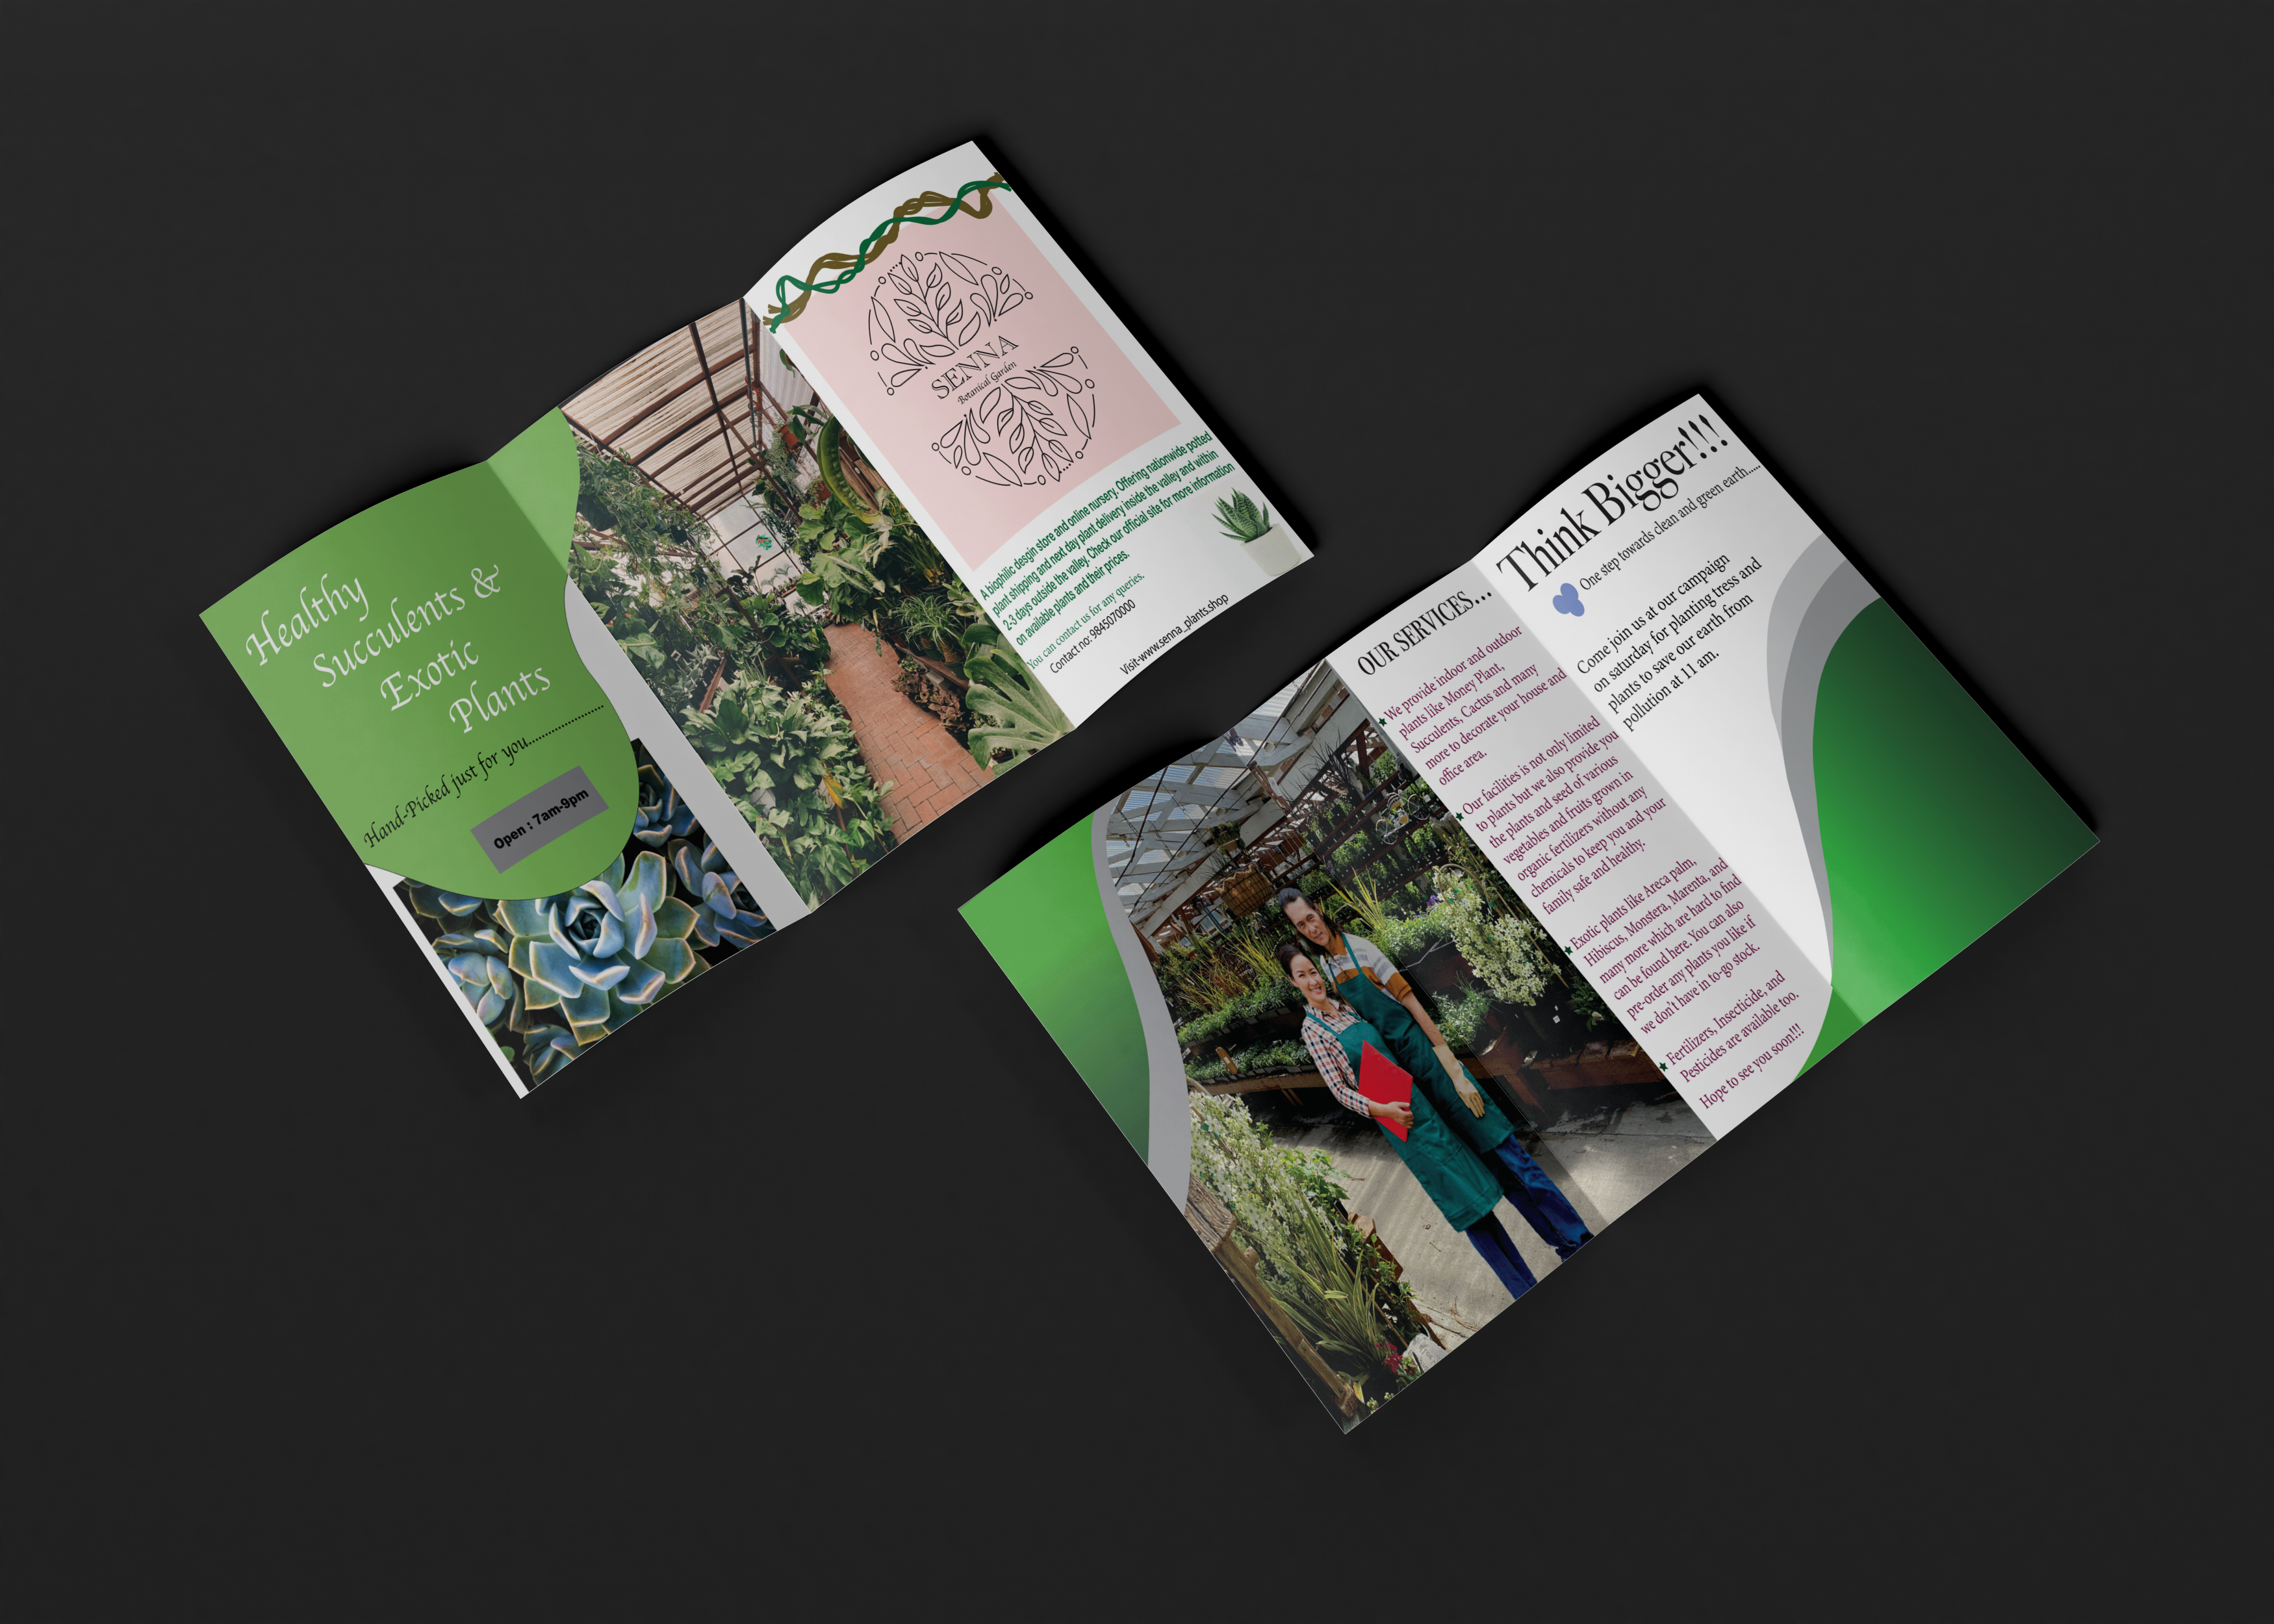 Healthy
Succulents &
Exotic
Plants
Hand-Picked just for you......................
Open : 7am-9pm
SENNA
Botanical Garden
A biophilic desgin store and online nursery. Offering nationwide potted
plant shipping and next day plant delivery inside the valley and within
2-3 days outside the valley. Check our official site for more information
on available plants and their prices.
You can contact us for any queries.
Contact no: 9845070000
Visit-www.senna_plants.shop
OUR SERVICES...
We provide indoor and outdoor
plants like Money Plant,
Succulents, Cactus and many
more to decorate your house and
office area.
Our facilities is not only limited
to plants but we also provide you
the plants and seed of various
vegetables and fruits grown in
organic fertilizers without any
chemicals to keep you and your
family safe and healthy.
Exotic plants like Areca palm,
Hibiscus, Monstera, Marenta, and
many more which are hard to find
can be found here. You can also
pre-order any plants you like if
we don't have in to-go stock.
Fertilizers, Insecticide, and
Pesticides are available too.
Hope to see you soon!!!
Think Bigger!!!
One step towards clean and green earth.....
Come join us at our campaign
on saturday for planting tress and
plants to save our earth from
pollution at 11 am.